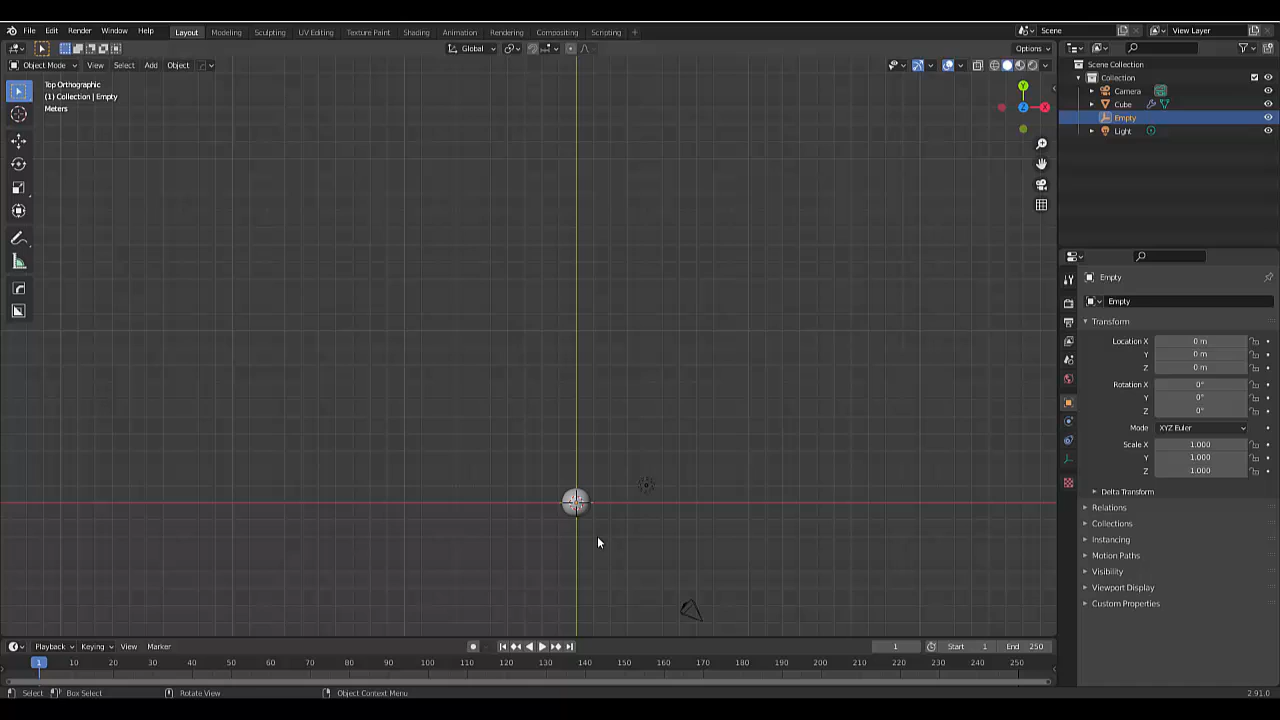 File Edit Render Window Help Layout Modeling Sculpting UV Editing Texture Paint Shading Animation Rendering Compositing Scripting + Scene View Layer
Global Options
Object Mode View Select Add Object
Top Orthographic
(1) Collection | Empty
Meters
Y
Z X
Scene Collection
Collection
Camera
Cube
Empty
Light
Empty
Empty
Transform
Location X 0 m
Y 0 m
Z 0 m
Rotation X 0°
Y 0°
Z 0°
Mode XYZ Euler
Scale X 1.000
Y 1.000
Z 1.000
Delta Transform
Relations
Collections
Instancing
Motion Paths
Visibility
Viewport Display
Custom Properties
Playback Keying View Marker 1 Start 1 End 250
1 10 20 30 40 50 60 70 80 90 100 110 120 130 140 150 160 170 180 190 200 210 220 230 240 250
Select Box Select Rotate View Object Context Menu 2.91.0